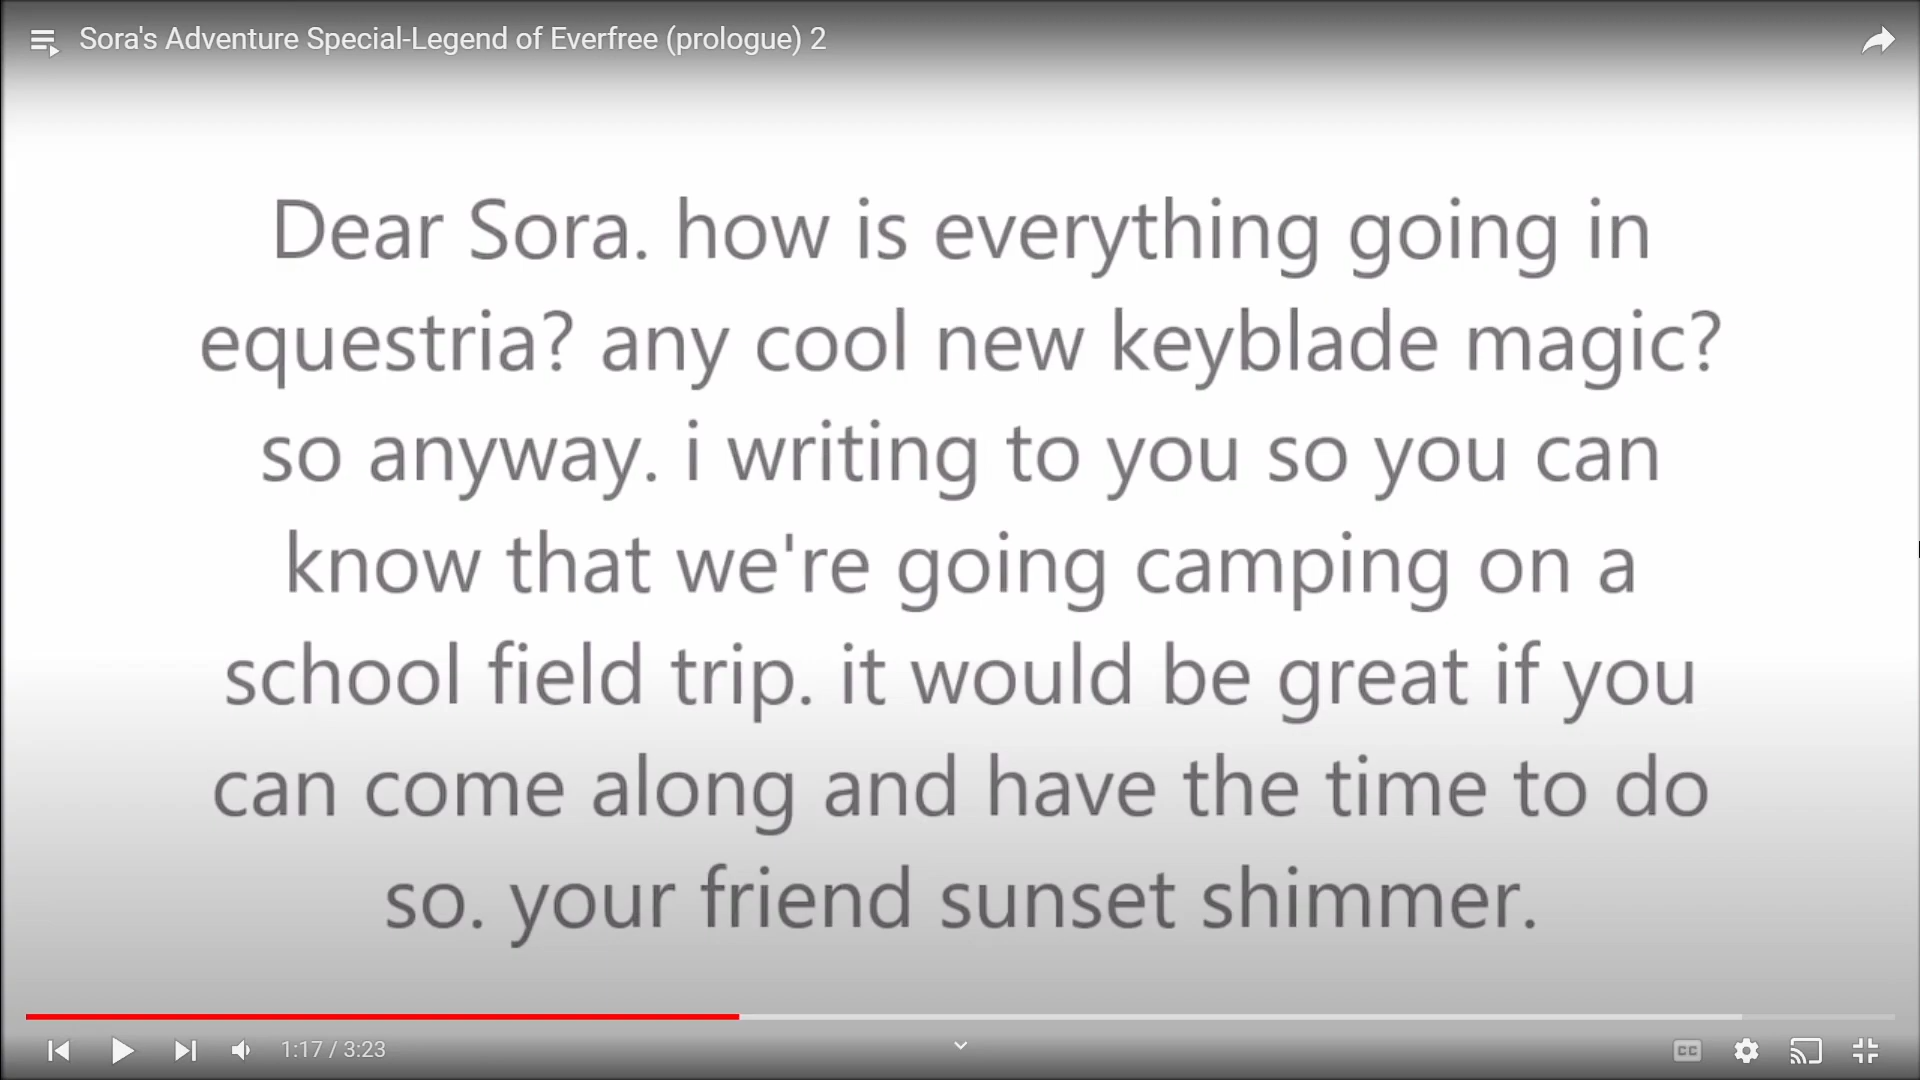 Sora's Adventure Special-Legend of Everfree (prologue) 2
Dear Sora. how is everything going in
equestria? any cool new keyblade magic?
so anyway. i writing to you so you can
know that we're going camping on a
school field trip. it would be great if you
can come along and have the time to do
so. your friend sunset shimmer.
1:17 / 3:23
CC